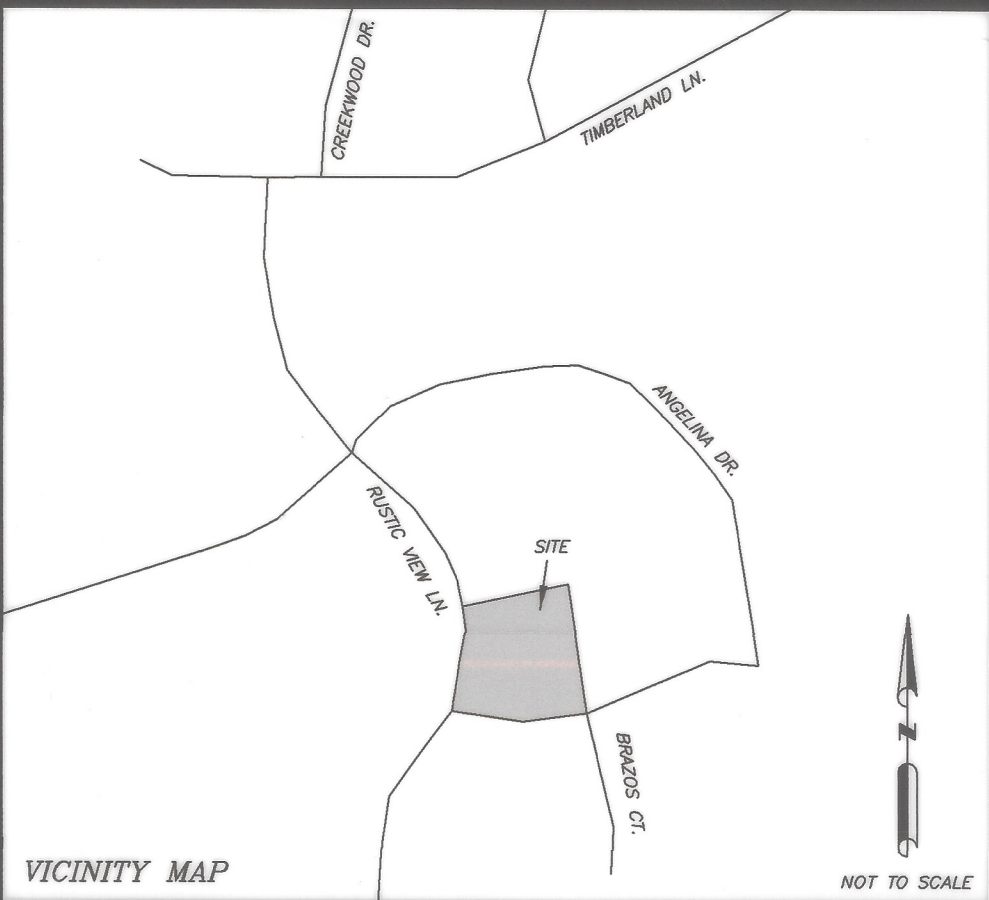 CREEKWOOD DR.
TIMBERLAND LN.
ANGELINA DR.
RUSTIC VIEW LN.
SITE
BRAZOS CT.
N
VICINITY MAP
NOT TO SCALE